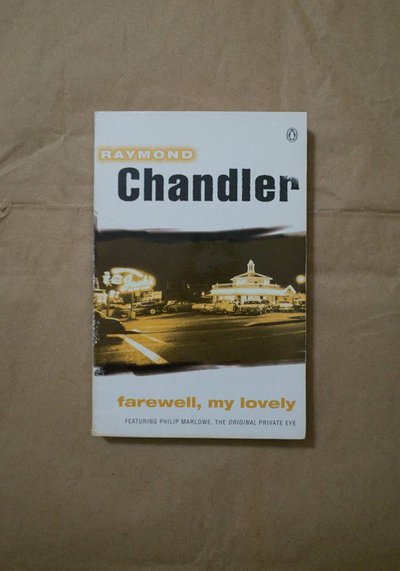 RAYMOND
Chandler
farewell, my lovely
FEATURING PHILIP MARLOWE, THE ORIGINAL PRIVATE EYE